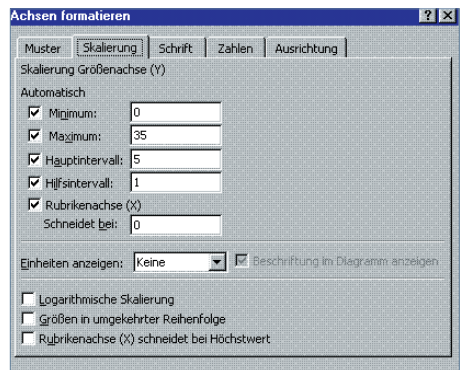 Achsen formatieren
Muster Skalierung Schrift Zahlen Ausrichtung
Skalierung Größenachse (Y)
Automatisch
Minimum: 0
Maximum: 35
Hauptintervall: 5
Hilfsintervall: 1
Rubrikenachse (X)
Schneidet bei: 0
Einheiten anzeigen: Keine Beschriftung im Diagramm anzeigen
Logarithmische Skalierung
Größen in umgekehrter Reihenfolge
Rubrikenachse (X) schneidet bei Höchstwert